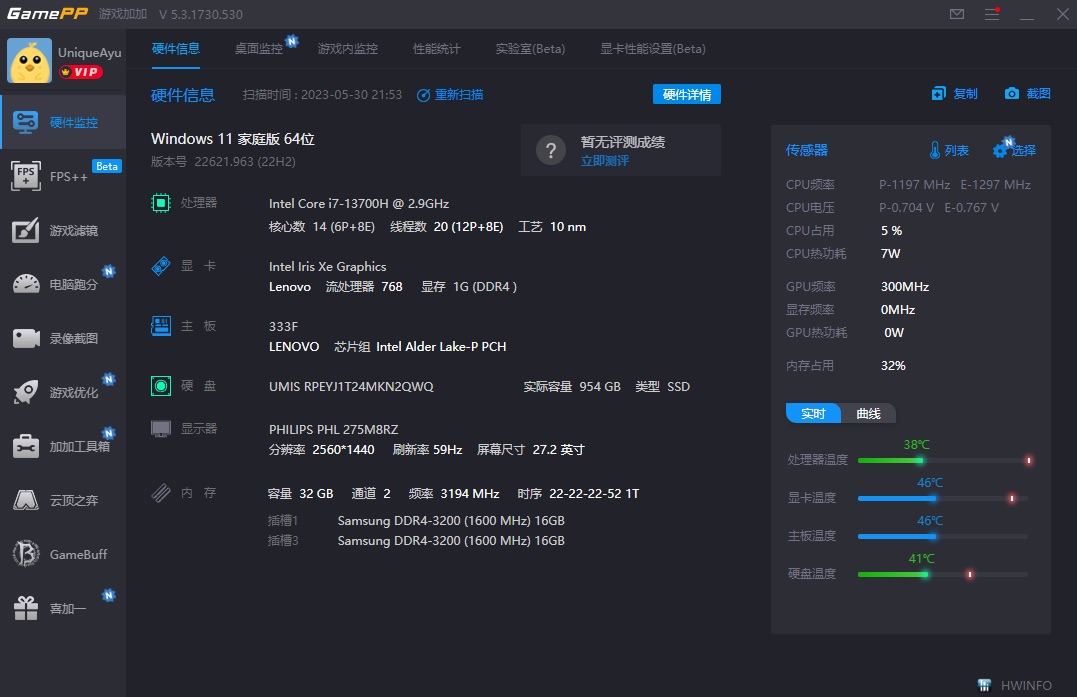 GamePP 游戏加加 V 5.3.1730.530
UniqueAyu
VIP
硬件监控
FPS++ Beta
游戏滤镜
电脑跑分
录像截图
游戏优化
加加工具箱
云顶之弈
GameBuff
喜加一
硬件信息 桌面监控 游戏内监控 性能统计 实验室(Beta) 显卡性能设置(Beta)
硬件信息 扫描时间 : 2023-05-30 21:53 重新扫描 硬件详情 复制 截图
Windows 11 家庭版 64位
版本号 22621.963 (22H2)
? 暂无评测成绩
立即测评
处理器 Intel Core i7-13700H @ 2.9GHz
核心数 14 (6P+8E) 线程数 20 (12P+8E) 工艺 10 nm
显 卡 Intel Iris Xe Graphics
Lenovo 流处理器 768 显存 1G (DDR4 )
主 板 333F
LENOVO 芯片组 Intel Alder Lake-P PCH
硬 盘 UMIS RPEYJ1T24MKN2QWQ 实际容量 954 GB 类型 SSD
显示器 PHILIPS PHL 275M8RZ
分辨率 2560*1440 刷新率 59Hz 屏幕尺寸 27.2 英寸
内 存 容量 32 GB 通道 2 频率 3194 MHz 时序 22-22-22-52 1T
插槽1 Samsung DDR4-3200 (1600 MHz) 16GB
插槽3 Samsung DDR4-3200 (1600 MHz) 16GB
传感器 列表 选择
CPU频率 P-1197 MHz E-1297 MHz
CPU电压 P-0.704 V E-0.767 V
CPU占用 5 %
CPU热功耗 7W
GPU频率 300MHz
显存频率 0MHz
GPU热功耗 0W
内存占用 32%
实时 曲线
38℃
处理器温度
46℃
显卡温度
46℃
主板温度
41℃
硬盘温度
HWINFO